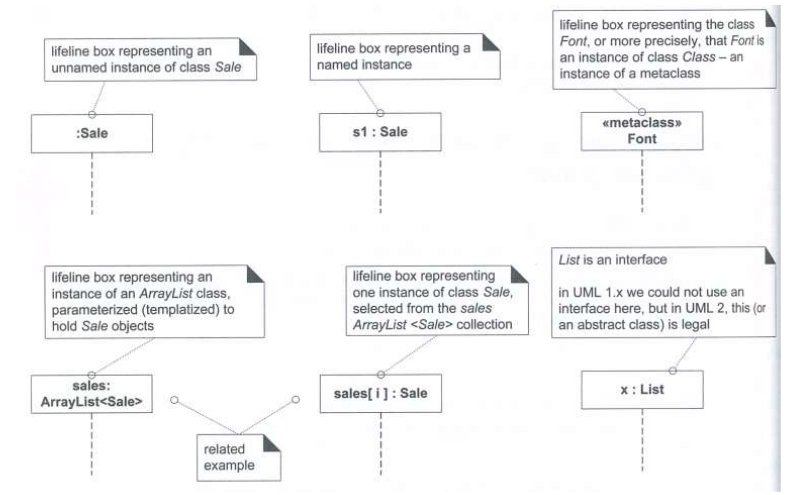 lifeline box representing an
unnamed instance of class Sale
lifeline box representing a
named instance
lifeline box representing the class
Font, or more precisely, that Font is
an instance of class Class – an
instance of a metaclass
:Sale
s1 : Sale
«metaclass»
Font
lifeline box representing an
instance of an ArrayList class,
parameterized (templatized) to
hold Sale objects
lifeline box representing
one instance of class Sale,
selected from the sales
ArrayList <Sale> collection
List is an interface
in UML 1.x we could not use an
interface here, but in UML 2, this (or
an abstract class) is legal
sales:
ArrayList<Sale>
sales[ i ] : Sale
x : List
related
example